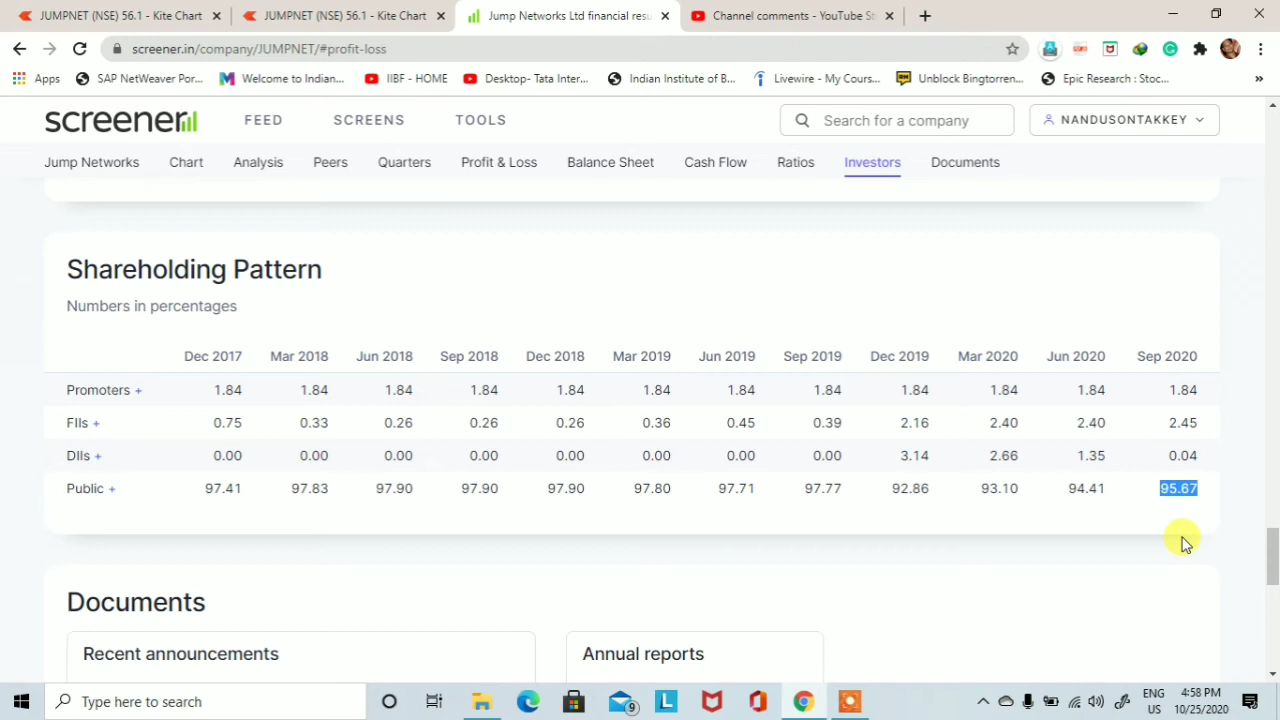 JUMPNET (NSE) 56.1 - Kite Chart
JUMPNET (NSE) 56.1 - Kite Chart
Jump Networks Ltd financial resu
Channel comments - YouTube St
screener.in/company/JUMPNET/#profit-loss
Apps SAP NetWeaver Por... Welcome to Indian... IIBF - HOME Desktop- Tata Inter... Indian Institute of B... Livewire - My Cours... Unblock Bingtorren... Epic Research : Stoc... »
screener FEED SCREENS TOOLS Search for a company NANDUSONTAKKEY
Jump Networks Chart Analysis Peers Quarters Profit & Loss Balance Sheet Cash Flow Ratios Investors Documents
Shareholding Pattern
Numbers in percentages
Dec 2017 Mar 2018 Jun 2018 Sep 2018 Dec 2018 Mar 2019 Jun 2019 Sep 2019 Dec 2019 Mar 2020 Jun 2020 Sep 2020
Promoters + 1.84 1.84 1.84 1.84 1.84 1.84 1.84 1.84 1.84 1.84 1.84 1.84
FIIs + 0.75 0.33 0.26 0.26 0.26 0.36 0.45 0.39 2.16 2.40 2.40 2.45
DIIs + 0.00 0.00 0.00 0.00 0.00 0.00 0.00 0.00 3.14 2.66 1.35 0.04
Public + 97.41 97.83 97.90 97.90 97.90 97.80 97.71 97.77 92.86 93.10 94.41 95.67
Documents
Recent announcements Annual reports
Type here to search
9
L
ENG
US
4:58 PM
10/25/2020